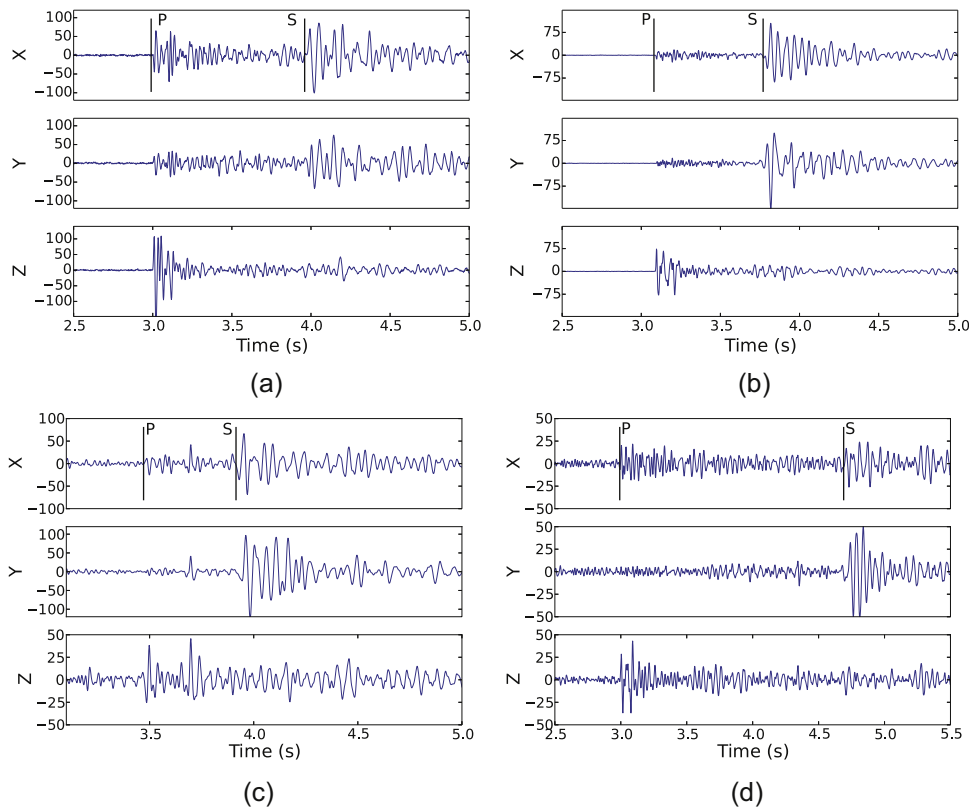 P S
X 100 50 0 −50 −100
Y 100 50 0 −50 −100
Z 100 50 0 −50 −100
2.5 3.0 3.5 4.0 4.5 5.0
Time (s)
(a)
P S
X 75 0 −75
Y 75 0 −75
Z 75 0 −75
2.5 3.0 3.5 4.0 4.5 5.0
Time (s)
(b)
P S
X 100 50 0 −50 −100
Y 100 50 0 −50 −100
Z 50 25 0 −25 −50
3.5 4.0 4.5 5.0
Time (s)
(c)
P S
X 50 25 0 −25 −50
Y 50 25 0 −25 −50
Z 50 25 0 −25 −50
2.5 3.0 3.5 4.0 4.5 5.0 5.5
Time (s)
(d)